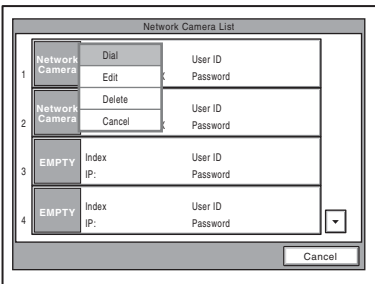 Network Camera List
1
Network Camera
Dial
Edit
Delete
Cancel
User ID
Password
2
Network Camera
User ID
Password
3
EMPTY
Index
IP:
User ID
Password
4
EMPTY
Index
IP:
User ID
Password
Cancel